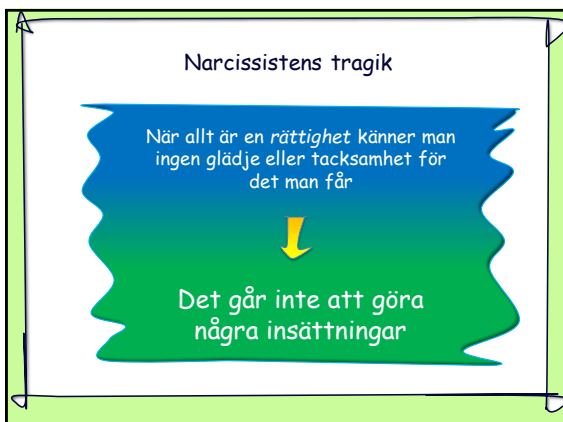 Narcissistens tragik
När allt är en rättighet känner man
ingen glädje eller tacksamhet för
det man får
Det går inte att göra
några insättningar